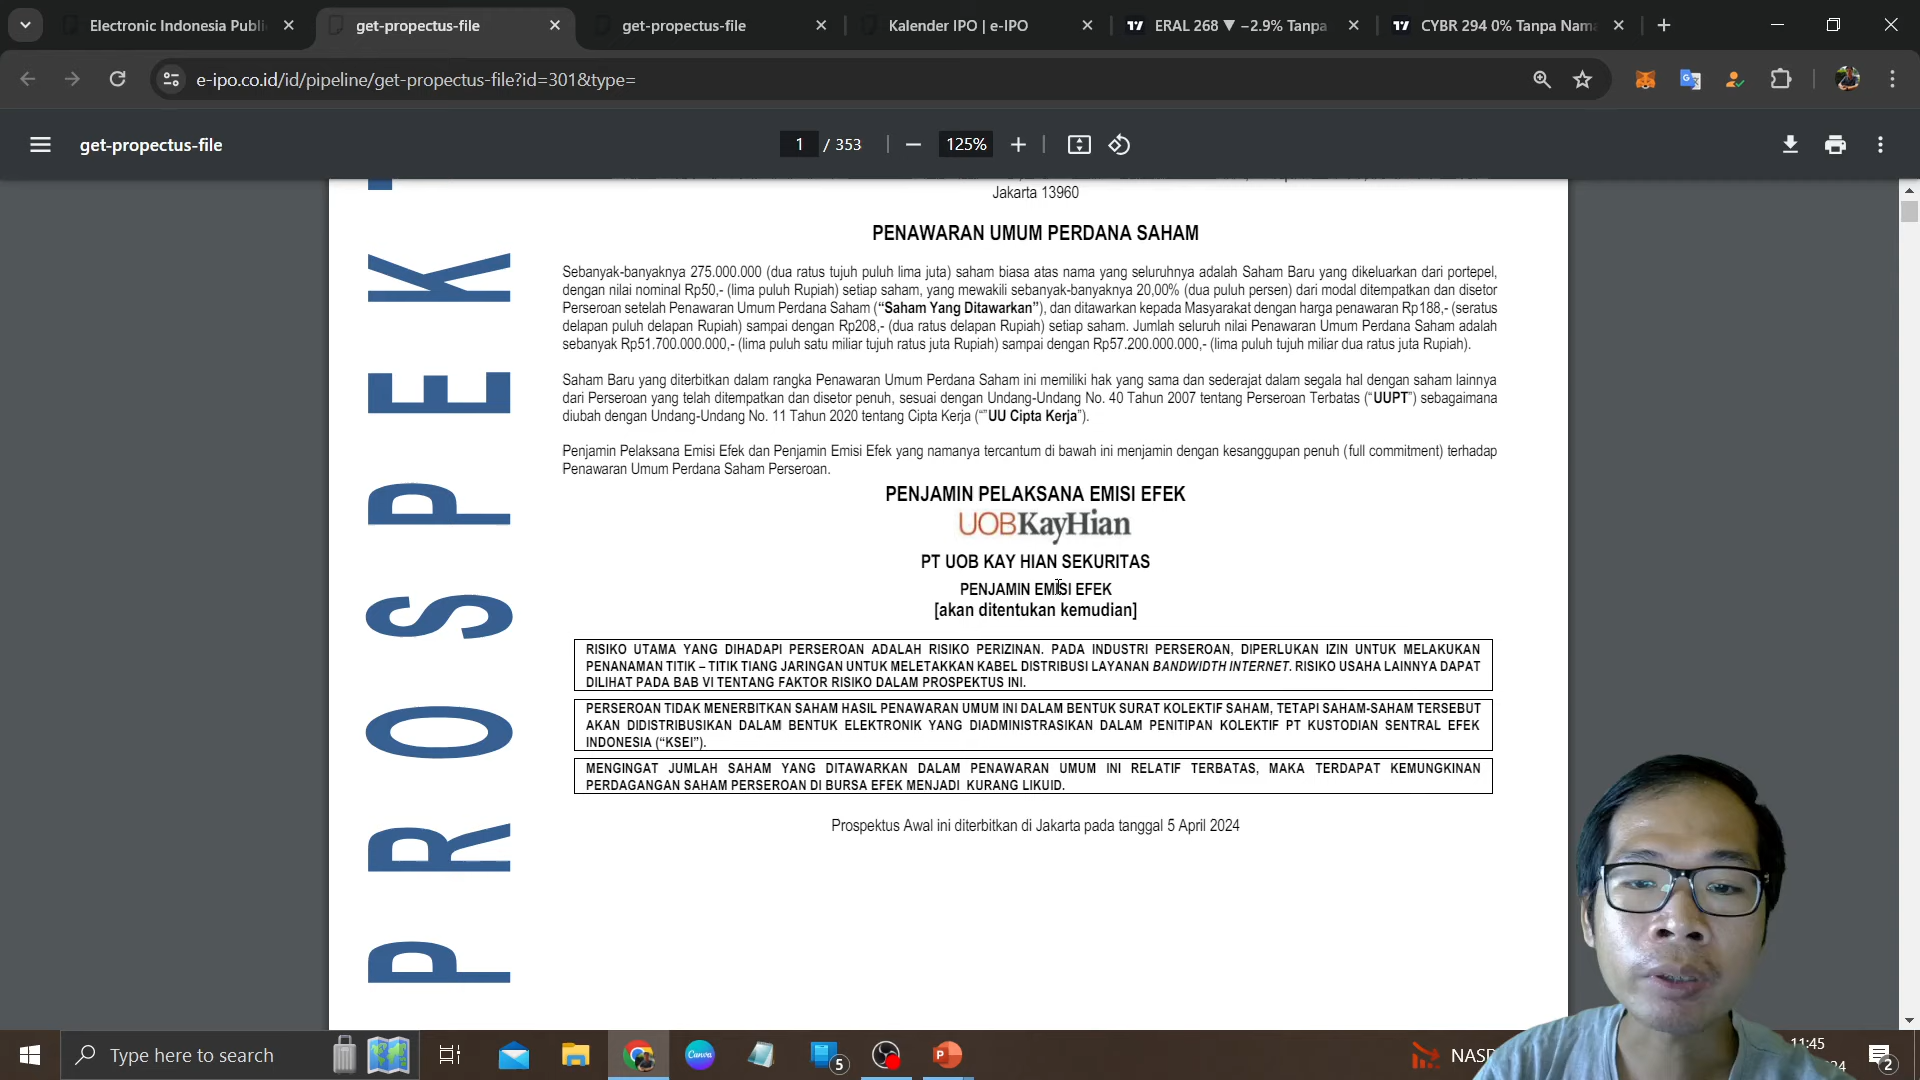 Electronic Indonesia Publi
get-propectus-file
get-propectus-file
Kalender IPO | e-IPO
ERAL 268 ▼ −2.9% Tanpa
CYBR 294 0% Tanpa Nam
e-ipo.co.id/id/pipeline/get-propectus-file?id=301&type=
get-propectus-file
1 / 353
125%
Jakarta 13960
PENAWARAN UMUM PERDANA SAHAM
Sebanyak-banyaknya 275.000.000 (dua ratus tujuh puluh lima juta) saham biasa atas nama yang seluruhnya adalah Saham Baru yang dikeluarkan dari portepel,
dengan nilai nominal Rp50,- (lima puluh Rupiah) setiap saham, yang mewakili sebanyak-banyaknya 20,00% (dua puluh persen) dari modal ditempatkan dan disetor
Perseroan setelah Penawaran Umum Perdana Saham (“Saham Yang Ditawarkan”), dan ditawarkan kepada Masyarakat dengan harga penawaran Rp188,- (seratus
delapan puluh delapan Rupiah) sampai dengan Rp208,- (dua ratus delapan Rupiah) setiap saham. Jumlah seluruh nilai Penawaran Umum Perdana Saham adalah
sebanyak Rp51.700.000.000,- (lima puluh satu miliar tujuh ratus juta Rupiah) sampai dengan Rp57.200.000.000,- (lima puluh tujuh miliar dua ratus juta Rupiah).
Saham Baru yang diterbitkan dalam rangka Penawaran Umum Perdana Saham ini memiliki hak yang sama dan sederajat dalam segala hal dengan saham lainnya
dari Perseroan yang telah ditempatkan dan disetor penuh, sesuai dengan Undang-Undang No. 40 Tahun 2007 tentang Perseroan Terbatas (“UUPT”) sebagaimana
diubah dengan Undang-Undang No. 11 Tahun 2020 tentang Cipta Kerja (“”UU Cipta Kerja”).
Penjamin Pelaksana Emisi Efek dan Penjamin Emisi Efek yang namanya tercantum di bawah ini menjamin dengan kesanggupan penuh (full commitment) terhadap
Penawaran Umum Perdana Saham Perseroan.
PENJAMIN PELAKSANA EMISI EFEK
UOBKayHian
PT UOB KAY HIAN SEKURITAS
PENJAMIN EMISI EFEK
[akan ditentukan kemudian]
RISIKO UTAMA YANG DIHADAPI PERSEROAN ADALAH RISIKO PERIZINAN. PADA INDUSTRI PERSEROAN, DIPERLUKAN IZIN UNTUK MELAKUKAN
PENANAMAN TITIK – TITIK TIANG JARINGAN UNTUK MELETAKKAN KABEL DISTRIBUSI LAYANAN BANDWIDTH INTERNET. RISIKO USAHA LAINNYA DAPAT
DILIHAT PADA BAB VI TENTANG FAKTOR RISIKO DALAM PROSPEKTUS INI.
PERSEROAN TIDAK MENERBITKAN SAHAM HASIL PENAWARAN UMUM INI DALAM BENTUK SURAT KOLEKTIF SAHAM, TETAPI SAHAM-SAHAM TERSEBUT
AKAN DIDISTRIBUSIKAN DALAM BENTUK ELEKTRONIK YANG DIADMINISTRASIKAN DALAM PENITIPAN KOLEKTIF PT KUSTODIAN SENTRAL EFEK
INDONESIA (“KSEI”).
MENGINGAT JUMLAH SAHAM YANG DITAWARKAN DALAM PENAWARAN UMUM INI RELATIF TERBATAS, MAKA TERDAPAT KEMUNGKINAN
PERDAGANGAN SAHAM PERSEROAN DI BURSA EFEK MENJADI KURANG LIKUID.
Prospektus Awal ini diterbitkan di Jakarta pada tanggal 5 April 2024
PROSPEK
Type here to search
Canva
5
P
NASD
11:45
2